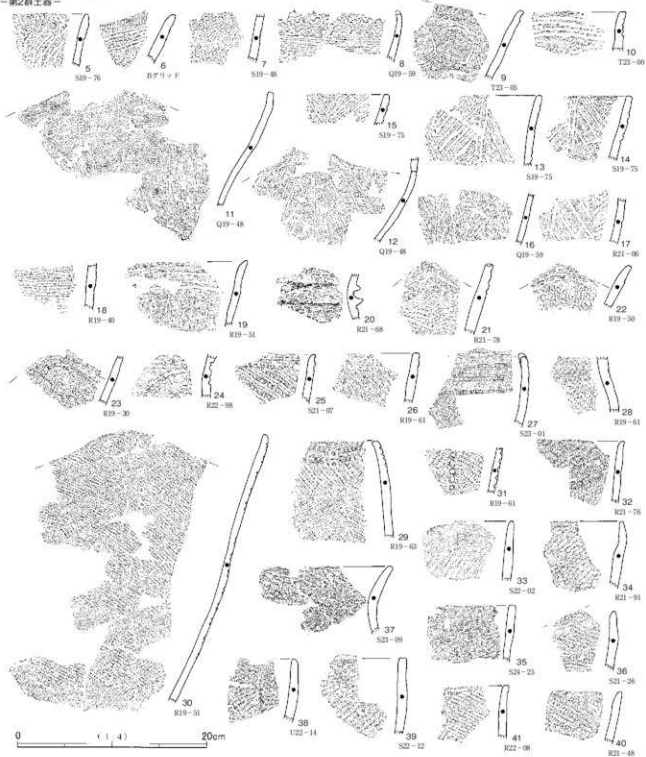 －第2群土器－
5
S19-76
6
Bグリッド
7
S19-48
8
Q19-59
9
T23-05
10
T23-00
11
Q19-48
15
S19-75
12
Q19-48
13
S19-75
14
S19-75
16
Q19-59
17
R21-06
18
R19-40
19
R19-51
20
R21-68
21
R21-78
22
R19-50
23
R19-30
24
R22-98
25
S21-07
26
R19-61
27
S23-01
28
R19-61
30
R19-51
29
R19-63
31
R19-61
32
R21-76
33
S22-02
34
R21-91
37
S23-09
35
S24-25
36
S21-26
38
U22-14
39
S22-12
41
R22-08
40
R21-48
0 (1:4) 20cm